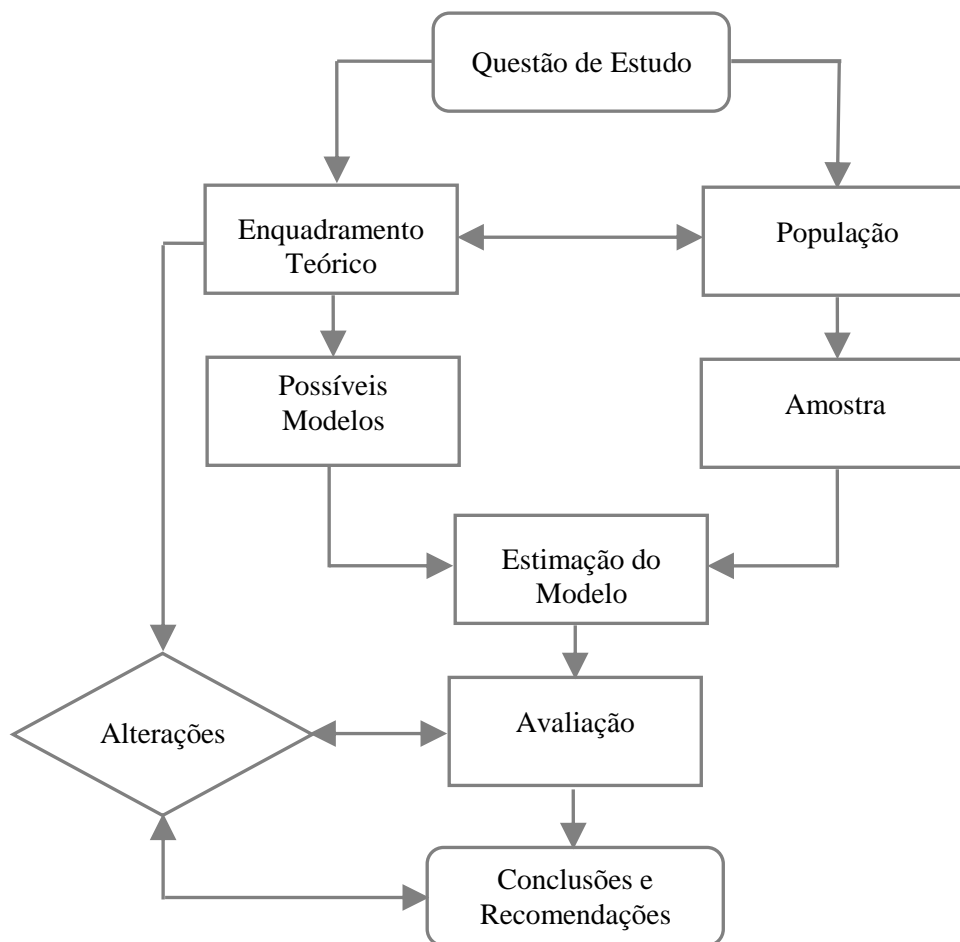 Questão de Estudo
Enquadramento
Teórico
População
Possíveis
Modelos
Amostra
Estimação do
Modelo
Alterações
Avaliação
Conclusões e
Recomendações